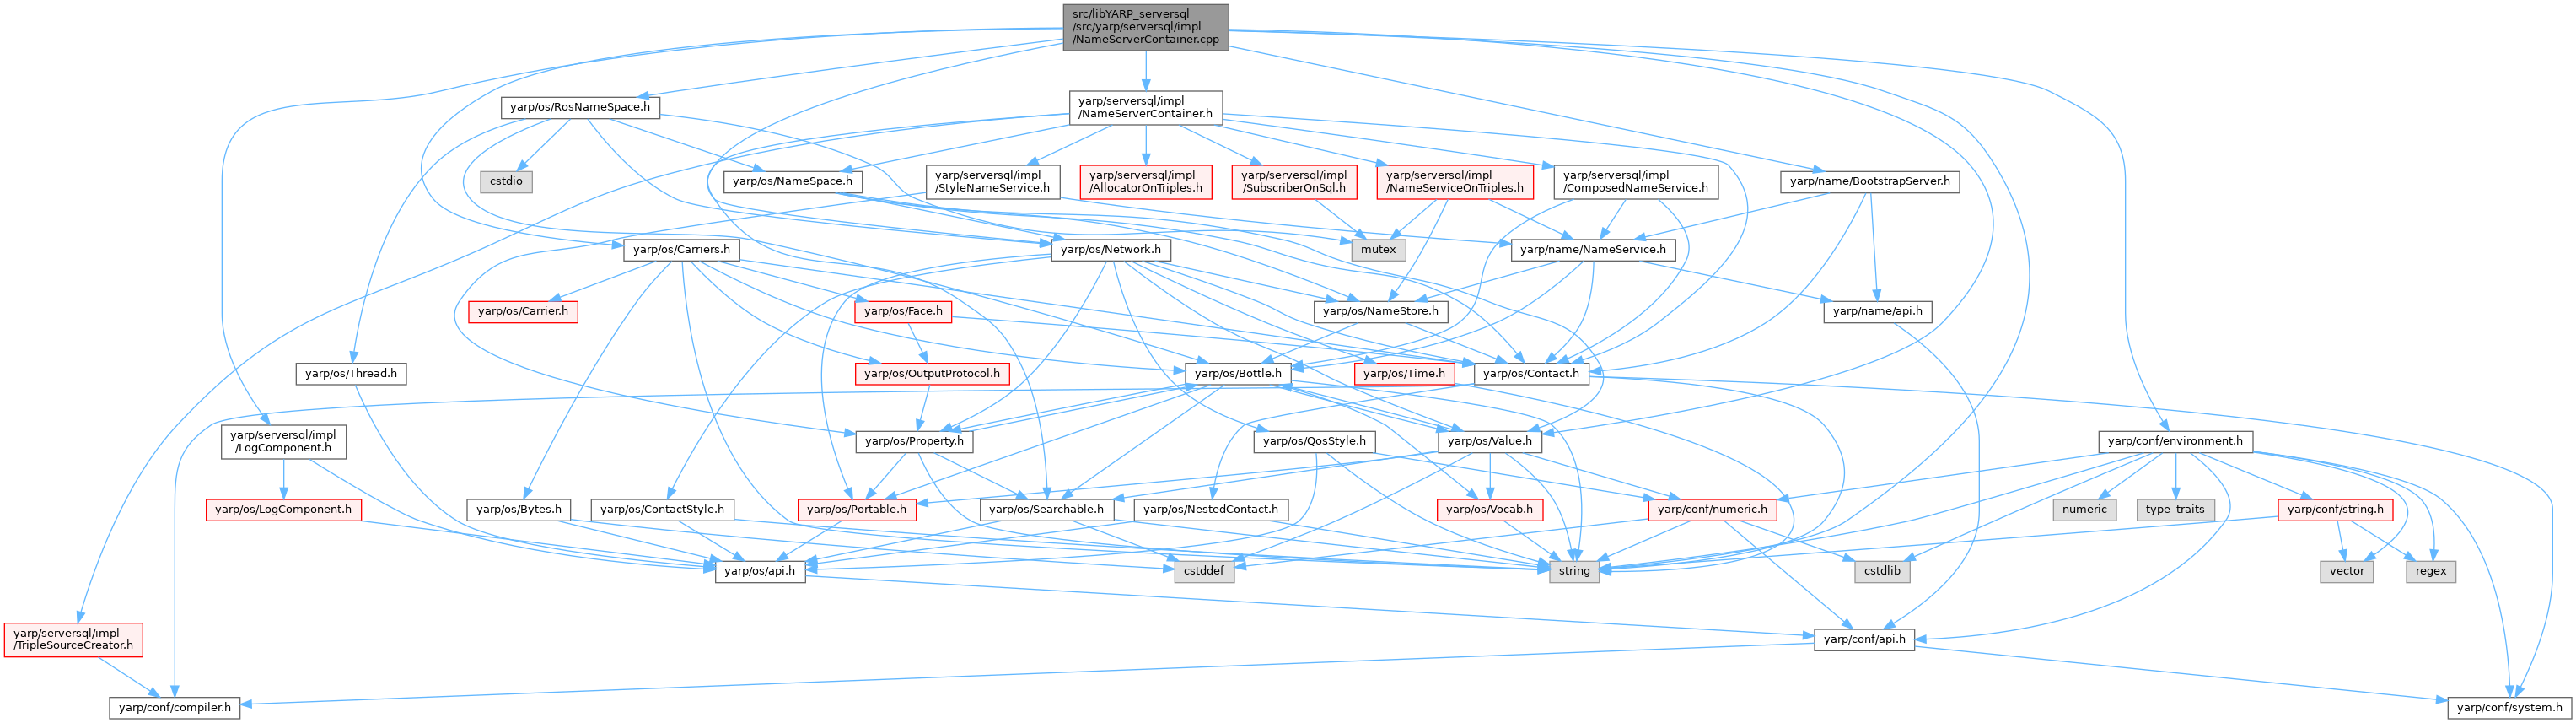 src/libYARP_serversql
/src/yarp/serversql/impl
/NameServerContainer.cpp
yarp/os/RosNameSpace.h
yarp/serversql/impl
/NameServerContainer.h
cstdio
yarp/os/NameSpace.h
yarp/serversql/impl
/StyleNameService.h
yarp/serversql/impl
/AllocatorOnTriples.h
yarp/serversql/impl
/SubscriberOnSql.h
yarp/serversql/impl
/NameServiceOnTriples.h
yarp/serversql/impl
/ComposedNameService.h
yarp/name/BootstrapServer.h
yarp/os/Carriers.h
yarp/os/Network.h
mutex
yarp/name/NameService.h
yarp/os/Carrier.h
yarp/os/Face.h
yarp/os/NameStore.h
yarp/name/api.h
yarp/os/Thread.h
yarp/os/OutputProtocol.h
yarp/os/Bottle.h
yarp/os/Time.h
yarp/os/Contact.h
yarp/serversql/impl
/LogComponent.h
yarp/os/Property.h
yarp/os/QosStyle.h
yarp/os/Value.h
yarp/conf/environment.h
yarp/os/LogComponent.h
yarp/os/Bytes.h
yarp/os/ContactStyle.h
yarp/os/Portable.h
yarp/os/Searchable.h
yarp/os/NestedContact.h
yarp/os/Vocab.h
yarp/conf/numeric.h
numeric
type_traits
yarp/conf/string.h
yarp/os/api.h
cstddef
string
cstdlib
vector
regex
yarp/serversql/impl
/TripleSourceCreator.h
yarp/conf/api.h
yarp/conf/compiler.h
yarp/conf/system.h